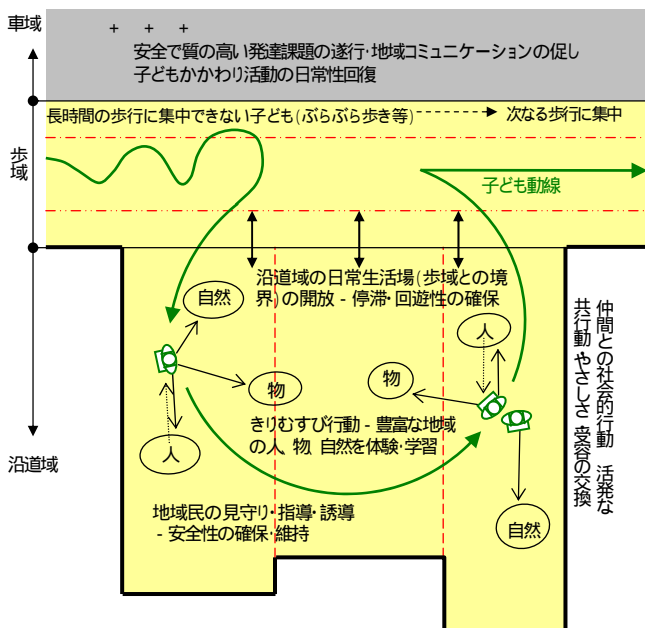 車域
+ + +
安全で質の高い発達課題の遂行・地域コミュニケーションの促し
子どもかかわり活動の日常性回復
長時間の歩行に集中できない子ども(ぶらぶら歩き等)
次なる歩行に集中
歩域
子ども動線
沿道域の日常生活場(歩域との境
界)の開放 - 停滞・回遊性の確保
自然
人
物
物
人
きりむすび行動 - 豊富な地域
の人 物 自然を体験・学習
仲間との社会的行動 活発な
共行動 やさしさ 受容の交換
沿道域
地域民の見守り・指導・誘導
- 安全性の確保・維持
自然